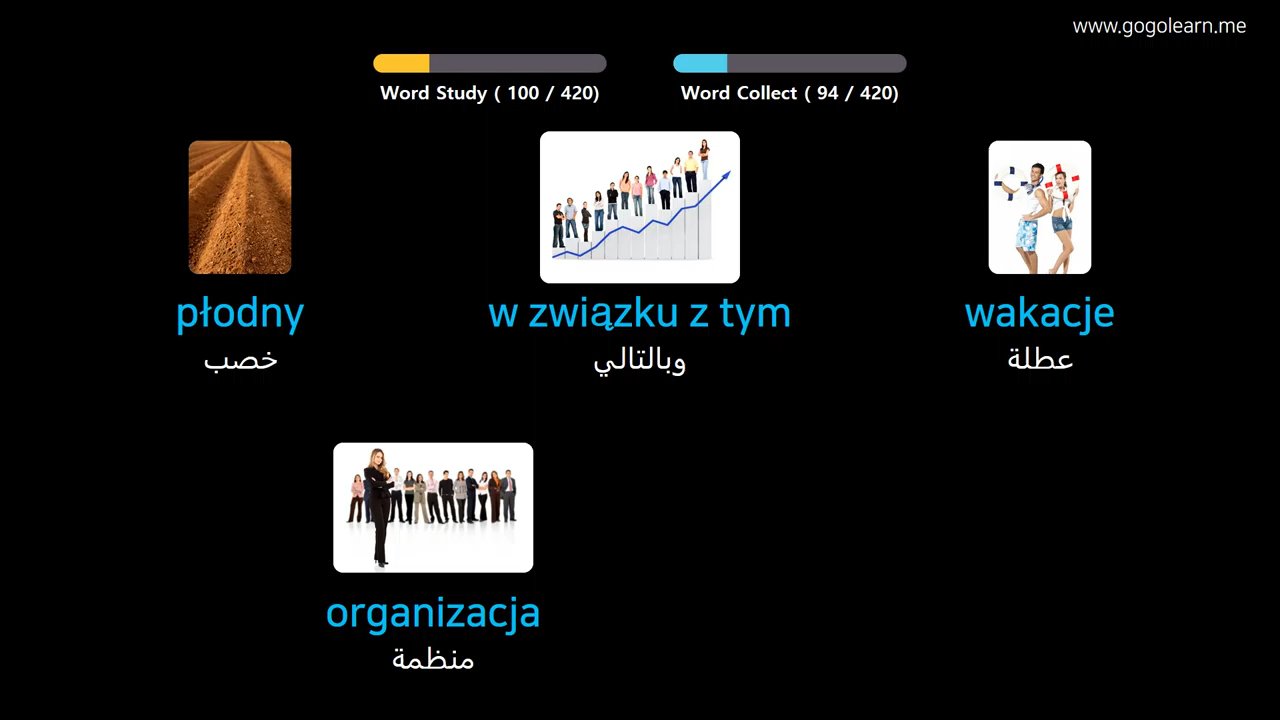 www.gogolearn.me
Word Study ( 100 / 420)
Word Collect ( 94 / 420)
płodny
خصب
w związku z tym
وبالتالي
wakacje
عطلة
organizacja
منظمة